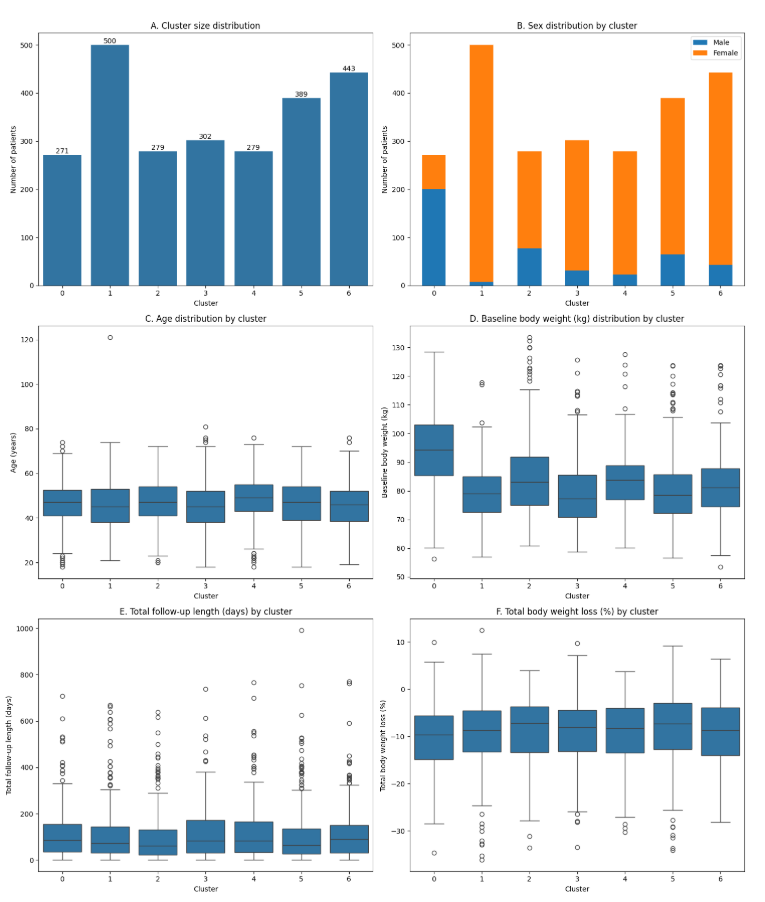 A. Cluster size distribution
500
400
300
200
100
0
Number of patients
271
500
279
302
279
389
443
0 1 2 3 4 5 6
Cluster
B. Sex distribution by cluster
500
400
300
200
100
0
Number of patients
Male
Female
0 1 2 3 4 5 6
Cluster
C. Age distribution by cluster
120
100
80
60
40
20
Age (years)
0 1 2 3 4 5 6
Cluster
D. Baseline body weight (kg) distribution by cluster
130
120
110
100
90
80
70
60
50
Baseline body weight (kg)
0 1 2 3 4 5 6
Cluster
E. Total follow-up length (days) by cluster
1000
800
600
400
200
0
Total follow-up length (days)
0 1 2 3 4 5 6
Cluster
F. Total body weight loss (%) by cluster
10
0
−10
−20
−30
Total body weight loss (%)
0 1 2 3 4 5 6
Cluster